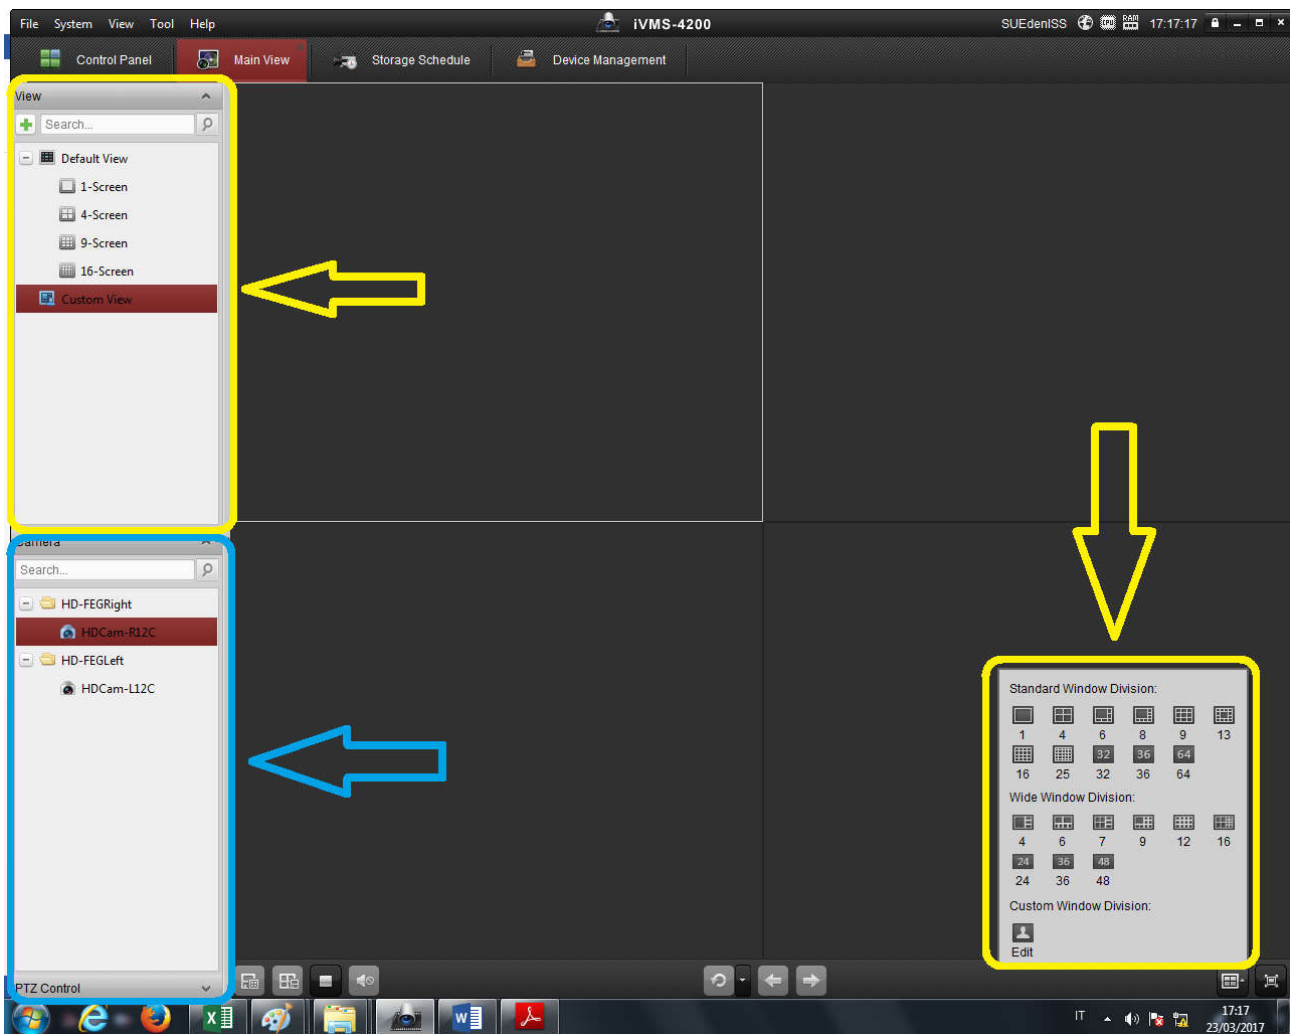 File System View Tool Help iVMS-4200 SUEdenISS CPU RAM 17:17:17
Control Panel Main View Storage Schedule Device Management
View
Search...
Default View
1-Screen
4-Screen
9-Screen
16-Screen
Custom View
Camera
Search...
HD-FEGRight
HDCam-R12C
HD-FEGLeft
HDCam-L12C
PTZ Control
Standard Window Division:
1 4 6 8 9 13
32 36 64
16 25 32 36 64
Wide Window Division:
4 6 7 9 12 16
24 36 48
24 36 48
Custom Window Division:
Edit
IT 17:17
23/03/2017